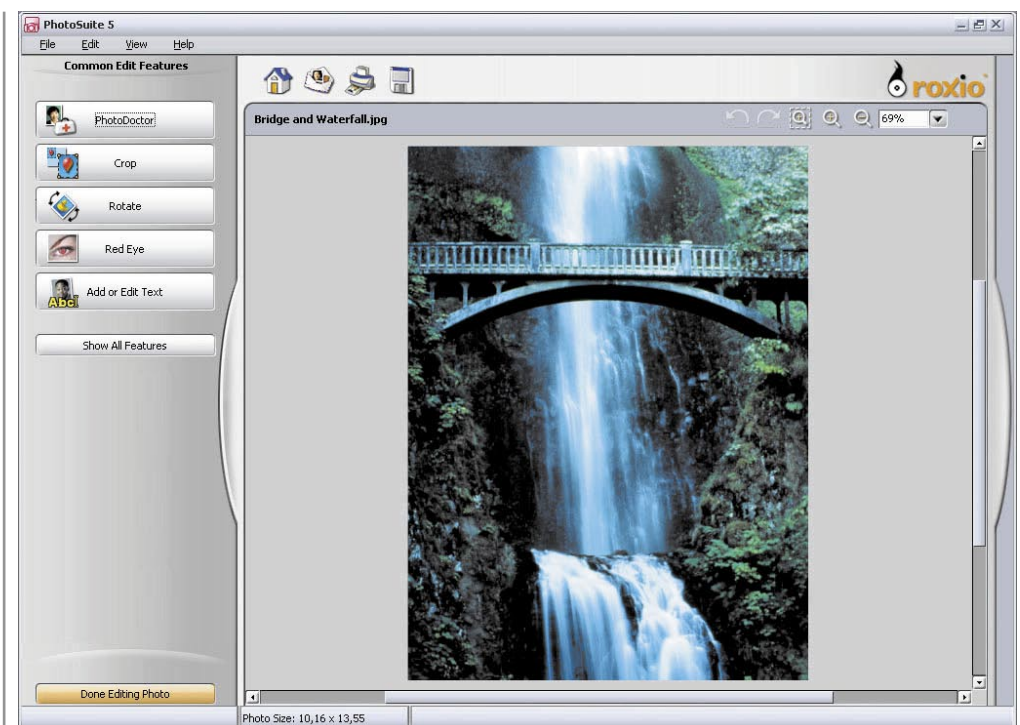 PhotoSuite 5
File Edit View Help
Common Edit Features
roxio
PhotoDoctor
Bridge and Waterfall.jpg
69%
Crop
Rotate
Red Eye
Add or Edit Text
Abc
Show All Features
Done Editing Photo
Photo Size: 10,16 x 13,55